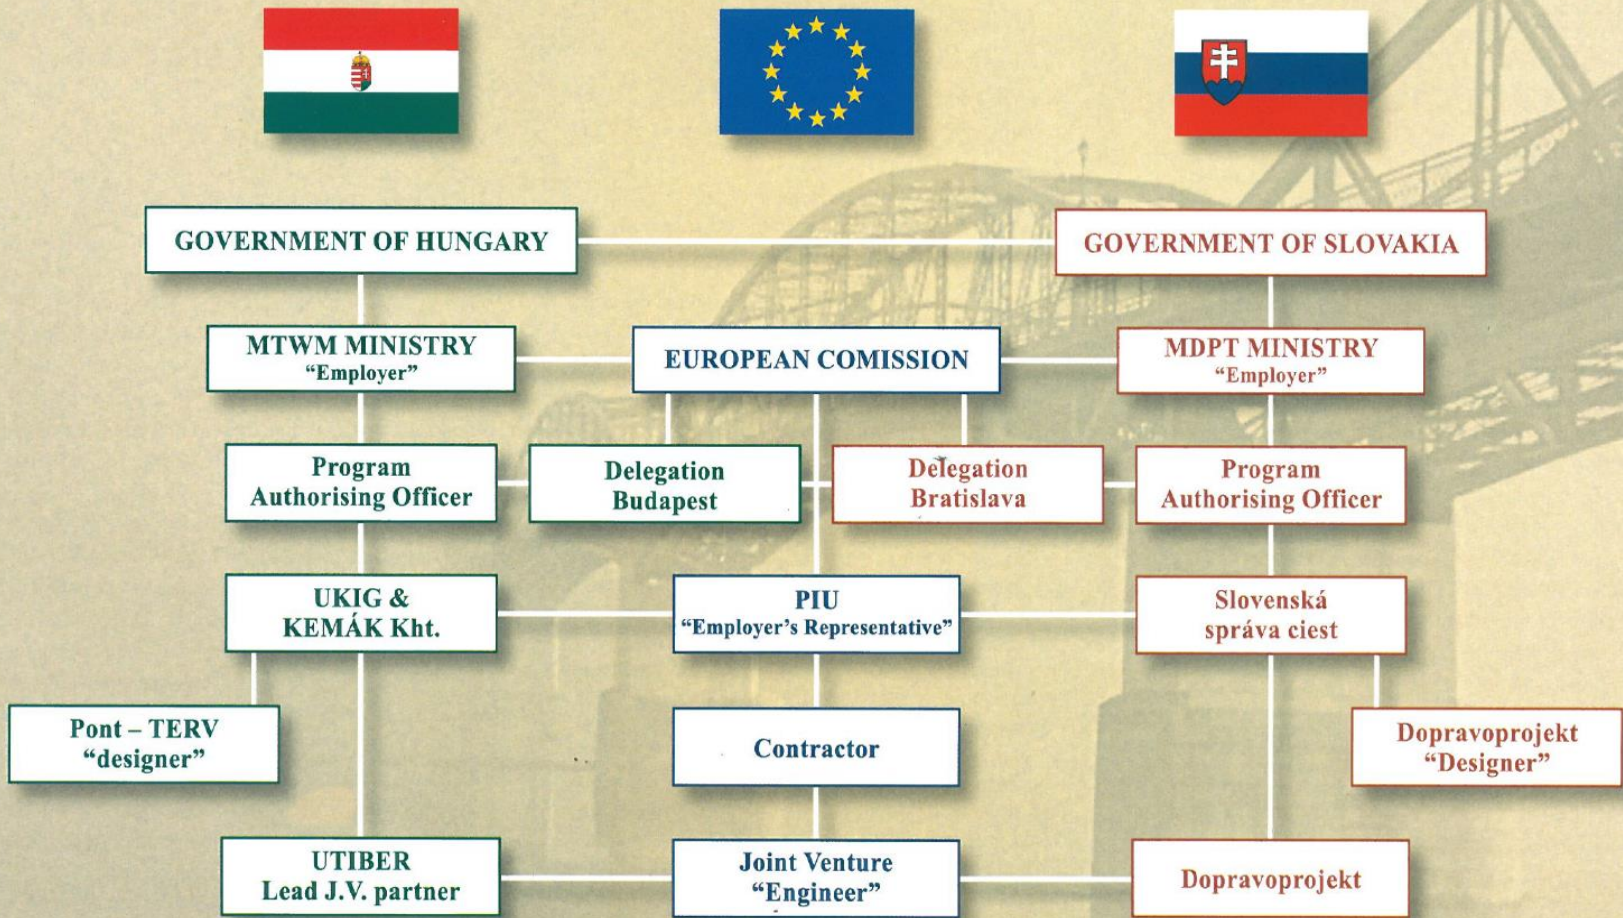 GOVERNMENT OF HUNGARY
GOVERNMENT OF SLOVAKIA
MTWM MINISTRY
“Employer”
EUROPEAN COMISSION
MDPT MINISTRY
“Employer”
Program
Authorising Officer
Delegation
Budapest
Delegation
Bratislava
Program
Authorising Officer
UKIG &
KEMÁK Kht.
PIU
“Employer’s Representative”
Slovenská
správa ciest
Pont – TERV
“designer”
Contractor
Dopravoprojekt
“Designer”
UTIBER
Lead J.V. partner
Joint Venture
“Engineer”
Dopravoprojekt